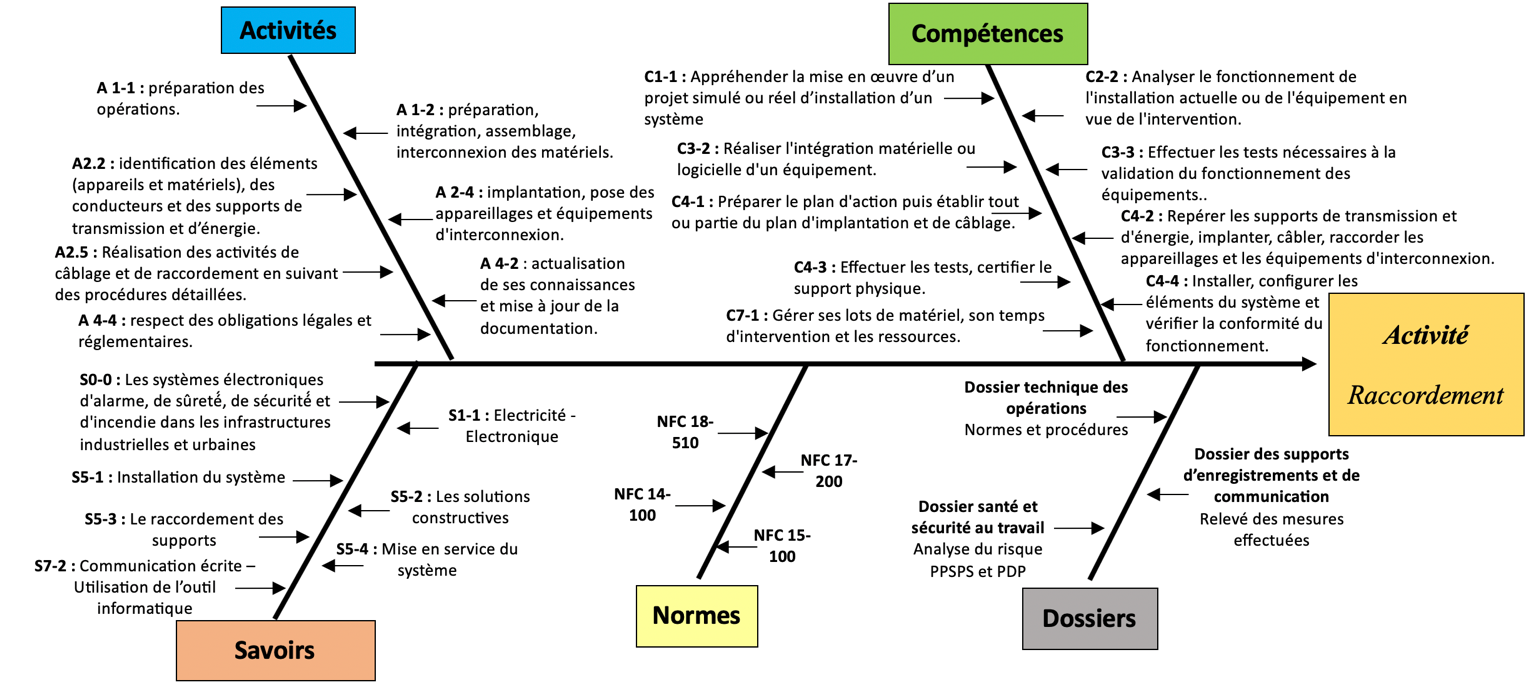 Activités
A 1-1 : préparation des
opérations.
A 1-2 : préparation,
intégration, assemblage,
interconnexion des matériels.
A2.2 : identification des éléments
(appareils et matériels), des
conducteurs et des supports de
transmission et d’énergie.
A 2-4 : implantation, pose des
appareillages et équipements
d'interconnexion.
A2.5 : Réalisation des activités de
câblage et de raccordement en suivant
des procédures détaillées.
A 4-2 : actualisation
de ses connaissances
et mise à jour de la
documentation.
A 4-4 : respect des obligations légales et
réglementaires.
Compétences
C1-1 : Appréhender la mise en œuvre d’un
projet simulé ou réel d’installation d’un
système
C2-2 : Analyser le fonctionnement de
l'installation actuelle ou de l'équipement en
vue de l'intervention.
C3-2 : Réaliser l'intégration matérielle ou
logicielle d'un équipement.
C3-3 : Effectuer les tests nécessaires à la
validation du fonctionnement des
équipements..
C4-1 : Préparer le plan d'action puis établir tout
ou partie du plan d'implantation et de câblage.
C4-2 : Repérer les supports de transmission et
d'énergie, implanter, câbler, raccorder les
appareillages et les équipements d'interconnexion.
C4-3 : Effectuer les tests, certifier le
support physique.
C4-4 : Installer, configurer les
éléments du système et
vérifier la conformité du
fonctionnement.
C7-1 : Gérer ses lots de matériel, son temps
d'intervention et les ressources.
Activité
Raccordement
S0-0 : Les systèmes électroniques
d'alarme, de sûreté, de sécurité et
d'incendie dans les infrastructures
industrielles et urbaines
S1-1 : Electricité -
Electronique
S5-1 : Installation du système
S5-2 : Les solutions
constructives
S5-3 : Le raccordement des
supports
S5-4 : Mise en service du
système
S7-2 : Communication écrite –
Utilisation de l’outil
informatique
Savoirs
NFC 18-
510
NFC 17-
200
NFC 14-
100
NFC 15-
100
Normes
Dossier technique des
opérations
Normes et procédures
Dossier des supports
d’enregistrements et de
communication
Relevé des mesures
effectuées
Dossier santé et
sécurité au travail
Analyse du risque
PPSPS et PDP
Dossiers